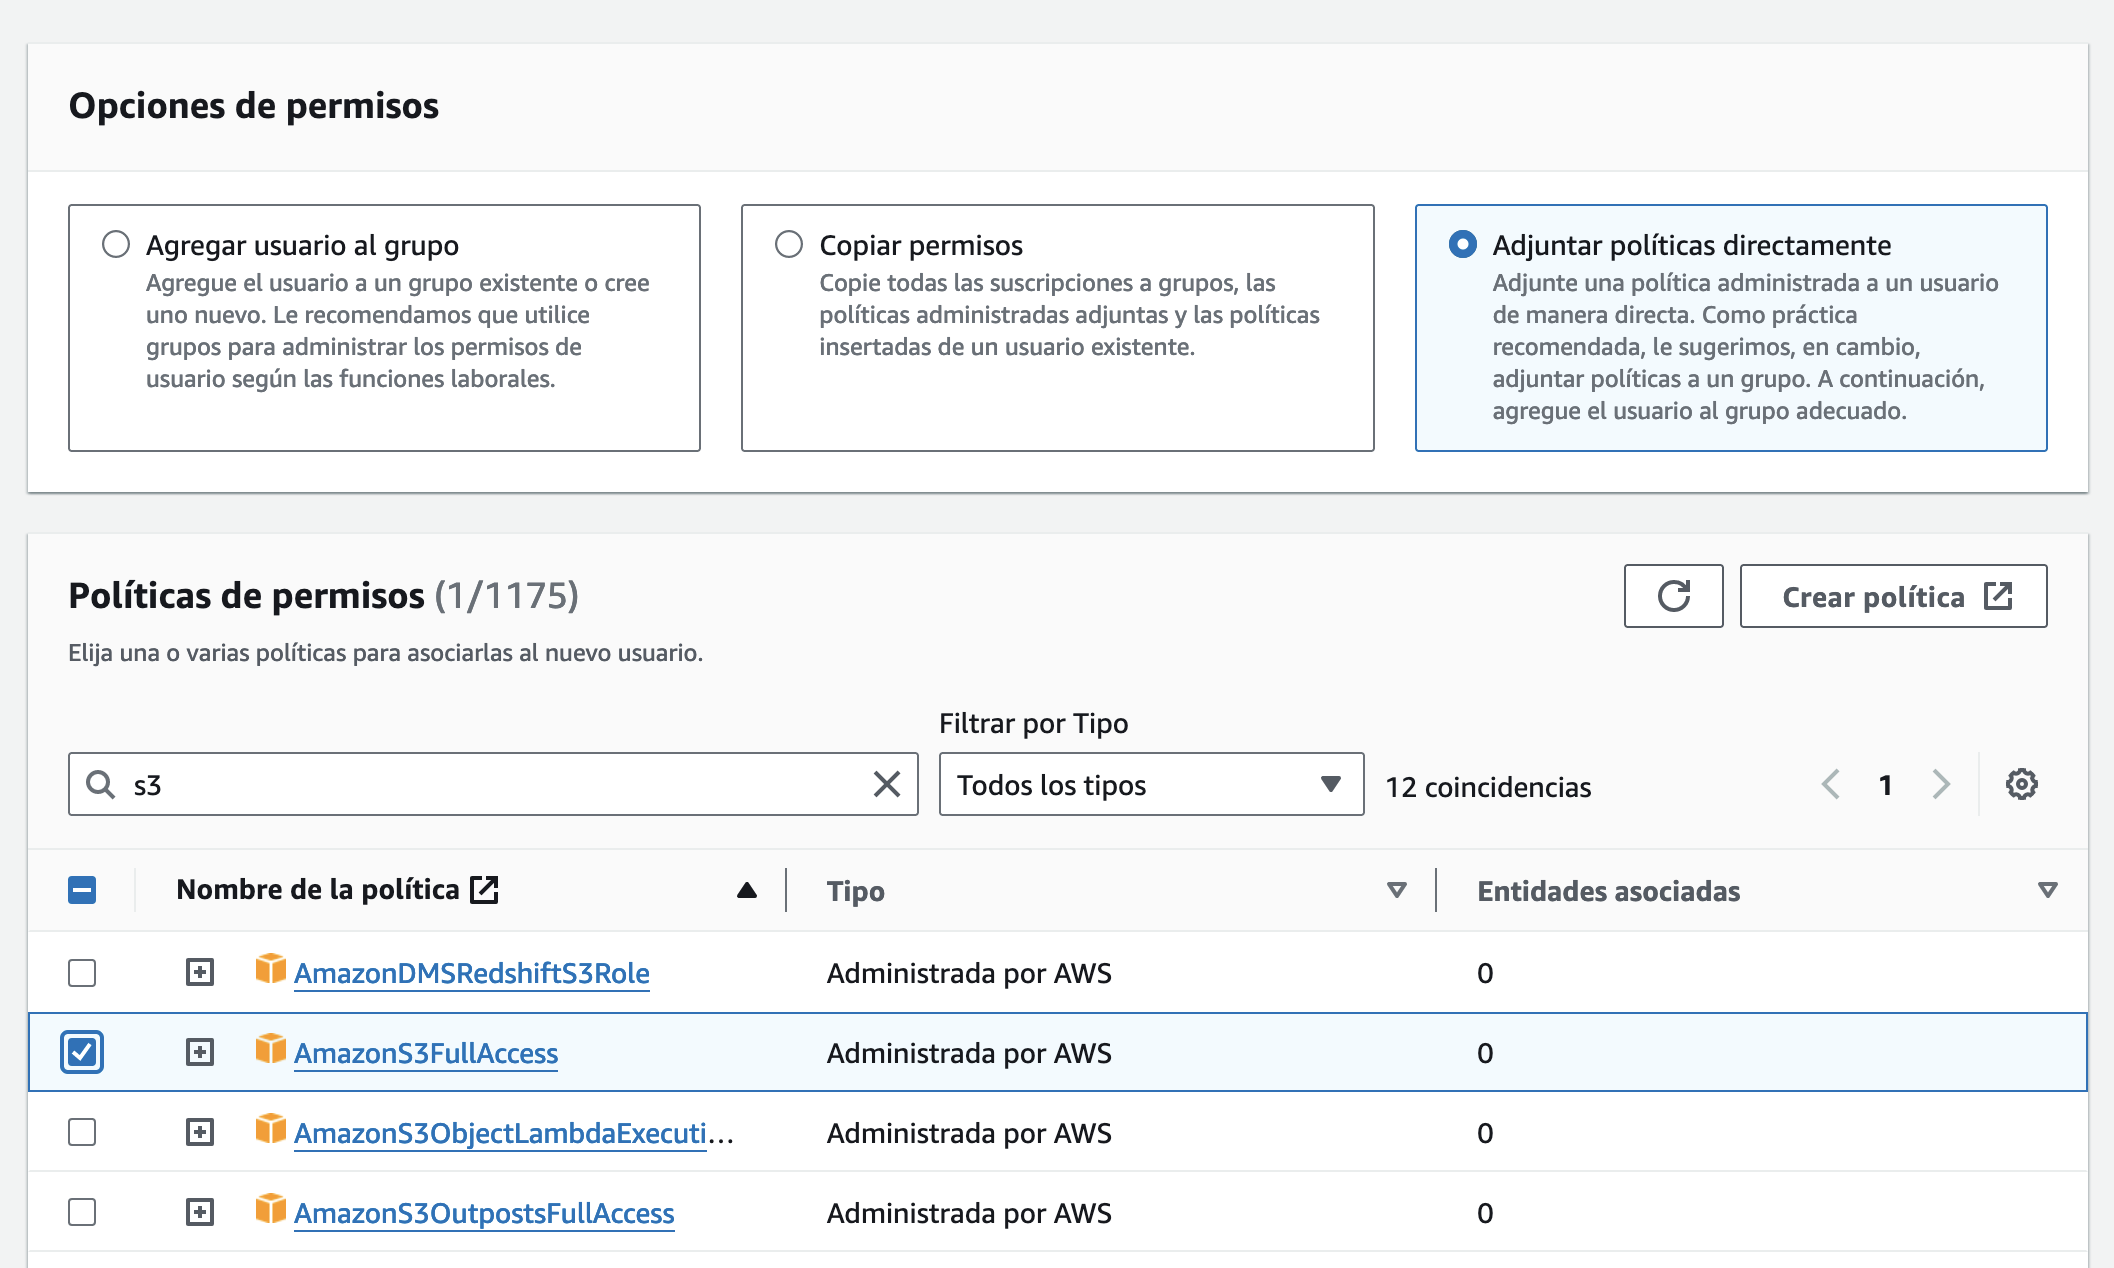 Opciones de permisos
Agregar usuario al grupo
Agregue el usuario a un grupo existente o cree
uno nuevo. Le recomendamos que utilice
grupos para administrar los permisos de
usuario según las funciones laborales.
Copiar permisos
Copie todas las suscripciones a grupos, las
políticas administradas adjuntas y las políticas
insertadas de un usuario existente.
Adjuntar políticas directamente
Adjunte una política administrada a un usuario
de manera directa. Como práctica
recomendada, le sugerimos, en cambio,
adjuntar políticas a un grupo. A continuación,
agregue el usuario al grupo adecuado.
Políticas de permisos (1/1175)
Crear política
Elija una o varias políticas para asociarlas al nuevo usuario.
Filtrar por Tipo
s3
Todos los tipos
12 coincidencias
1
Nombre de la política
Tipo
Entidades asociadas
AmazonDMSRedshiftS3Role
Administrada por AWS
0
AmazonS3FullAccess
Administrada por AWS
0
AmazonS3ObjectLambdaExecuti...
Administrada por AWS
0
AmazonS3OutpostsFullAccess
Administrada por AWS
0